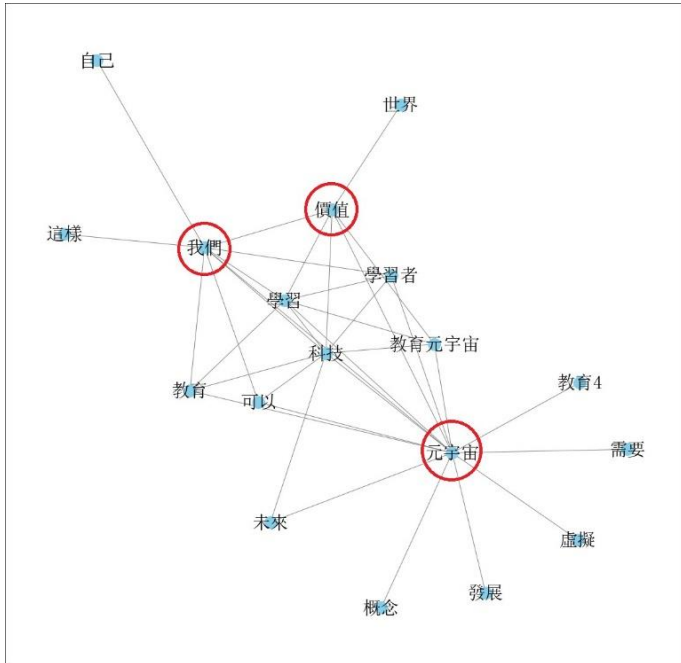 自己
世界
價值
這樣
我們
學習者
學習
教育元宇宙
科技
教育4
教育
可以
元宇宙
需要
未來
虛擬
發展
概念